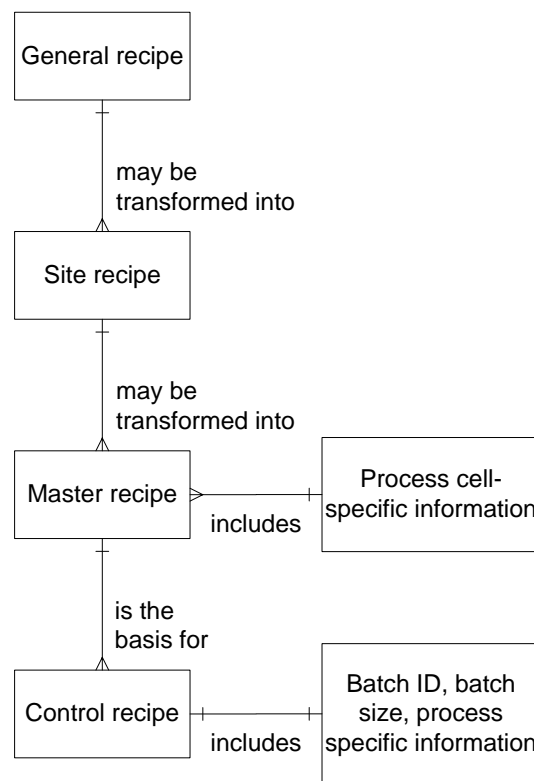 General recipe
may be
transformed into
Site recipe
may be
transformed into
Master recipe
includes
Process cell-
specific information
is the
basis for
Control recipe
includes
Batch ID, batch
size, process
specific information